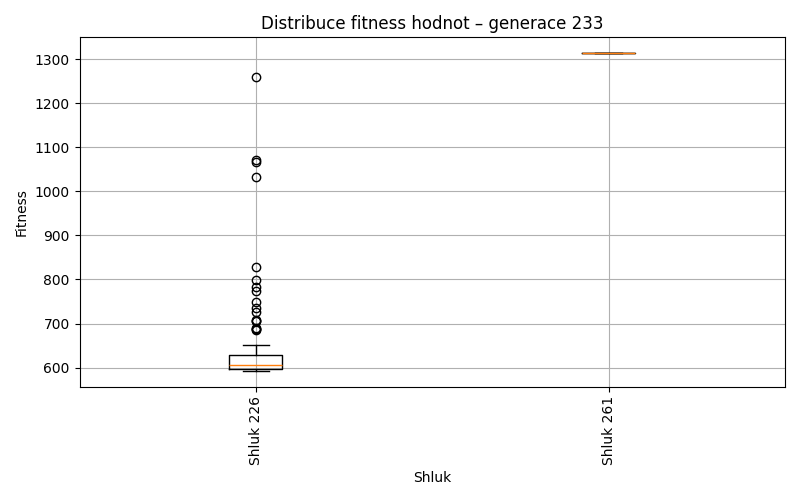 Distribuce fitness hodnot – generace 233
Fitness
1300
1200
1100
1000
900
800
700
600
Shluk 226
Shluk 261
Shluk